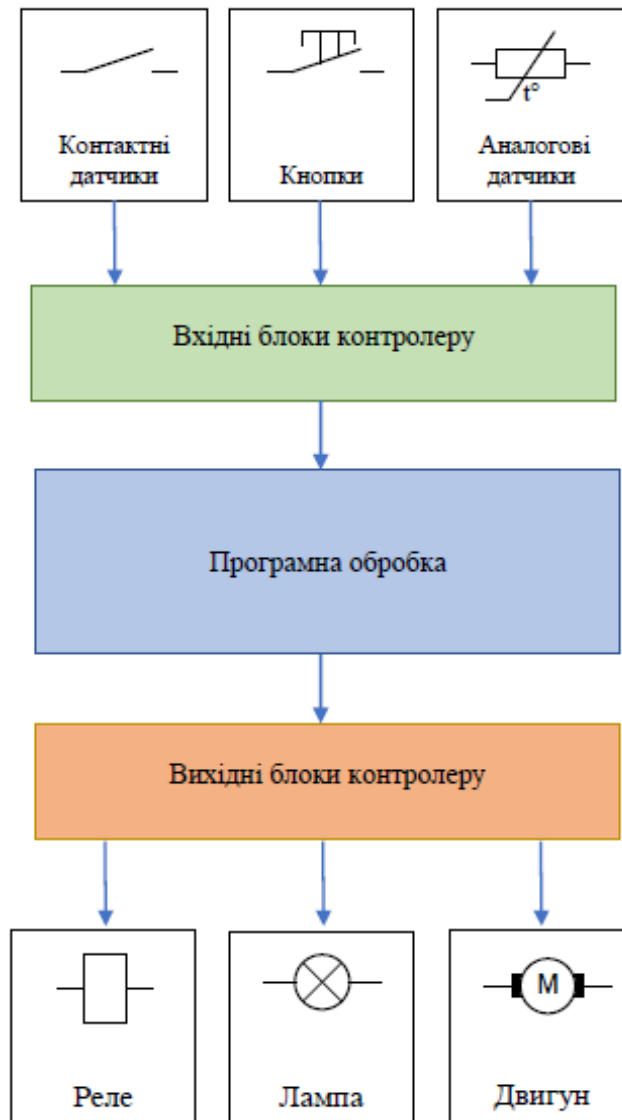 t°
Контактні
датчики
Кнопки
Аналогові
датчики
Вхідні блоки контролеру
Програмна обробка
Вихідні блоки контролеру
M
Реле
Лампа
Двигун